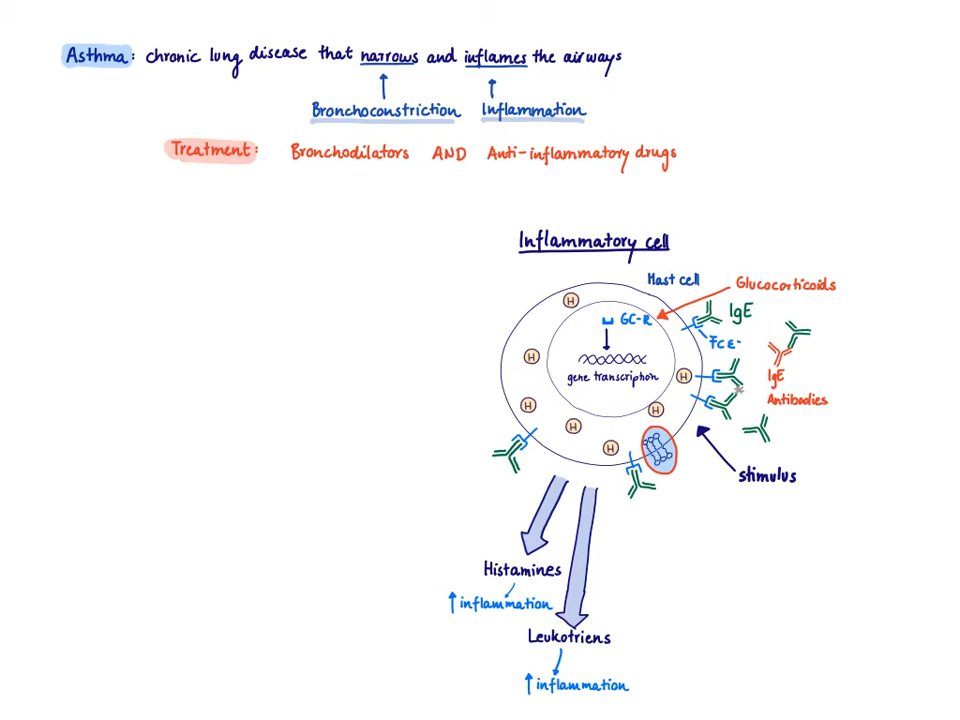 Asthma: chronic lung disease that narrows and inflames the airways
Bronchoconstriction Inflammation
Treatment: Bronchodilators AND Anti-inflammatory drugs
Inflammatory cell
Mast cell
Glucocorticoids
H
GC-R
IgE
FCE-
H
gene transcription
H
IgE
Antibodies
H
H
H
H
stimulus
Histamines
↑ inflammation
Leukotriens
↑ inflammation